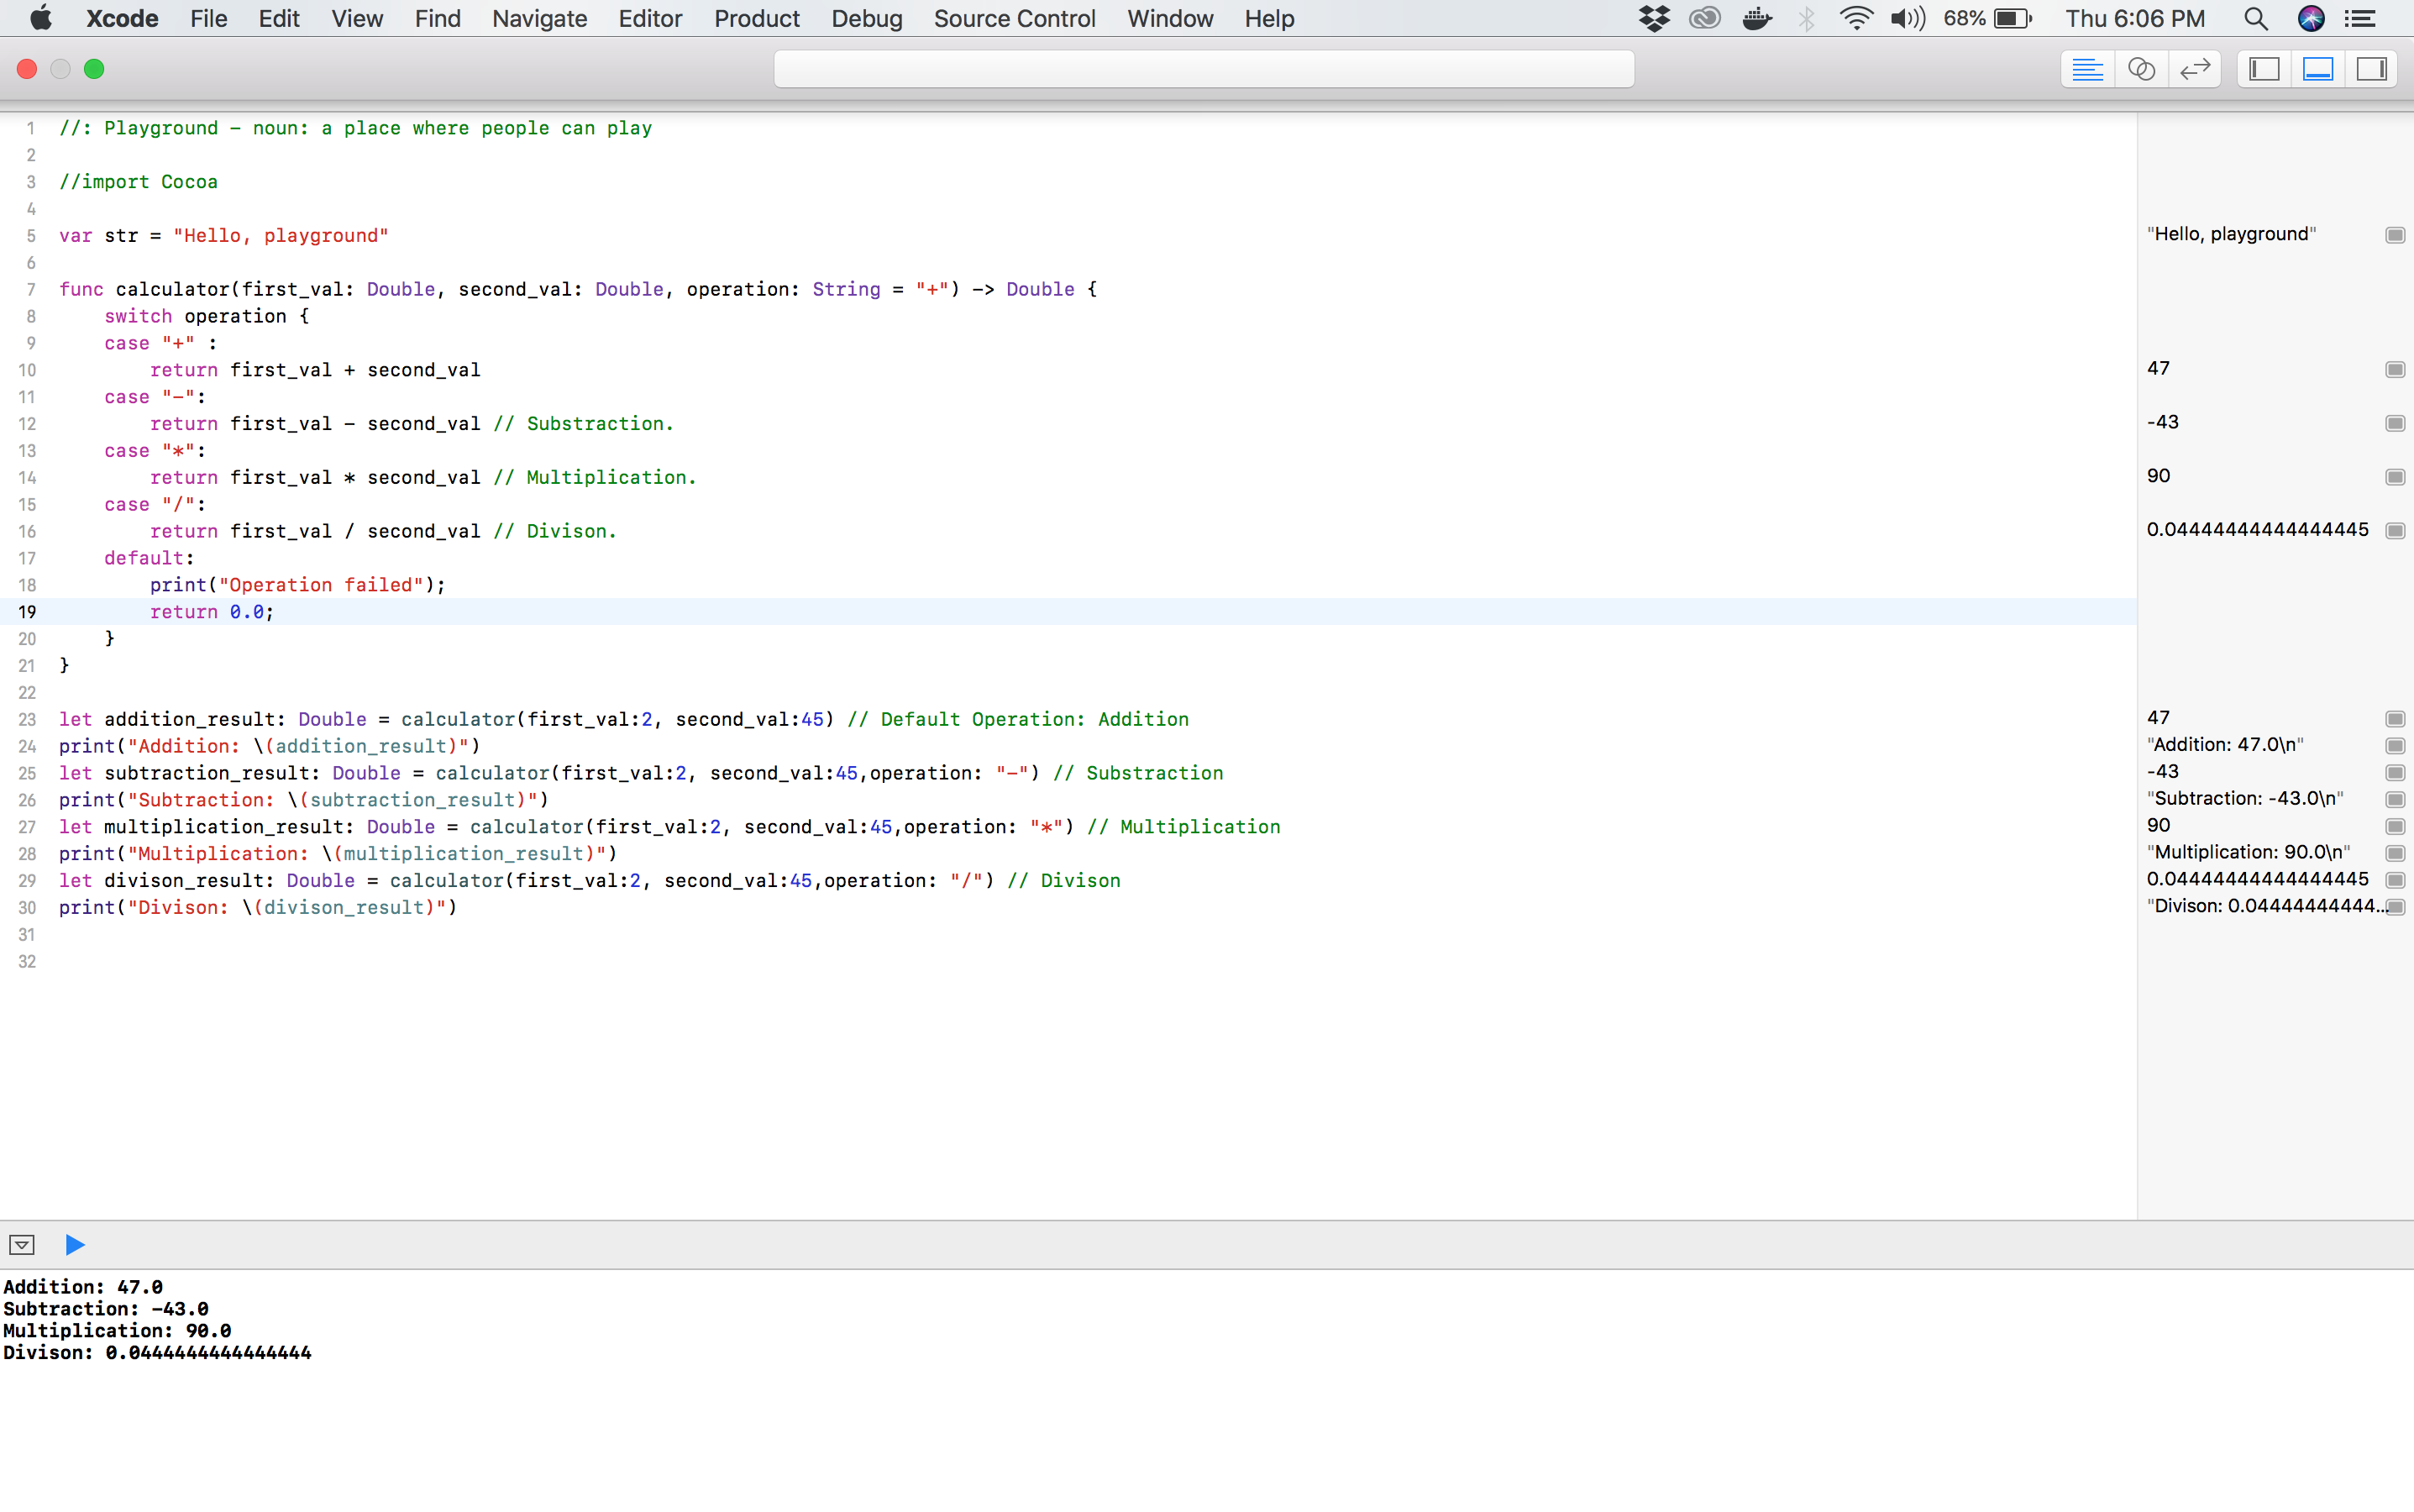 Xcode File Edit View Find Navigate Editor Product Debug Source Control Window Help 68% Thu 6:06 PM
1 //: Playground - noun: a place where people can play
2
3 //import Cocoa
4
5 var str = "Hello, playground" "Hello, playground"
6
7 func calculator(first_val: Double, second_val: Double, operation: String = "+") -> Double {
8 switch operation {
9 case "+" :
10 return first_val + second_val 47
11 case "-":
12 return first_val - second_val // Substraction. -43
13 case "*":
14 return first_val * second_val // Multiplication. 90
15 case "/":
16 return first_val / second_val // Divison. 0.04444444444444445
17 default:
18 print("Operation failed");
19 return 0.0;
20 }
21 }
22
23 let addition_result: Double = calculator(first_val:2, second_val:45) // Default Operation: Addition 47
24 print("Addition: \(addition_result)") "Addition: 47.0\n"
25 let subtraction_result: Double = calculator(first_val:2, second_val:45,operation: "-") // Substraction -43
26 print("Subtraction: \(subtraction_result)") "Subtraction: -43.0\n"
27 let multiplication_result: Double = calculator(first_val:2, second_val:45,operation: "*") // Multiplication 90
28 print("Multiplication: \(multiplication_result)") "Multiplication: 90.0\n"
29 let divison_result: Double = calculator(first_val:2, second_val:45,operation: "/") // Divison 0.04444444444444445
30 print("Divison: \(divison_result)") "Divison: 0.04444444444...
31
32
Addition: 47.0
Subtraction: -43.0
Multiplication: 90.0
Divison: 0.0444444444444444